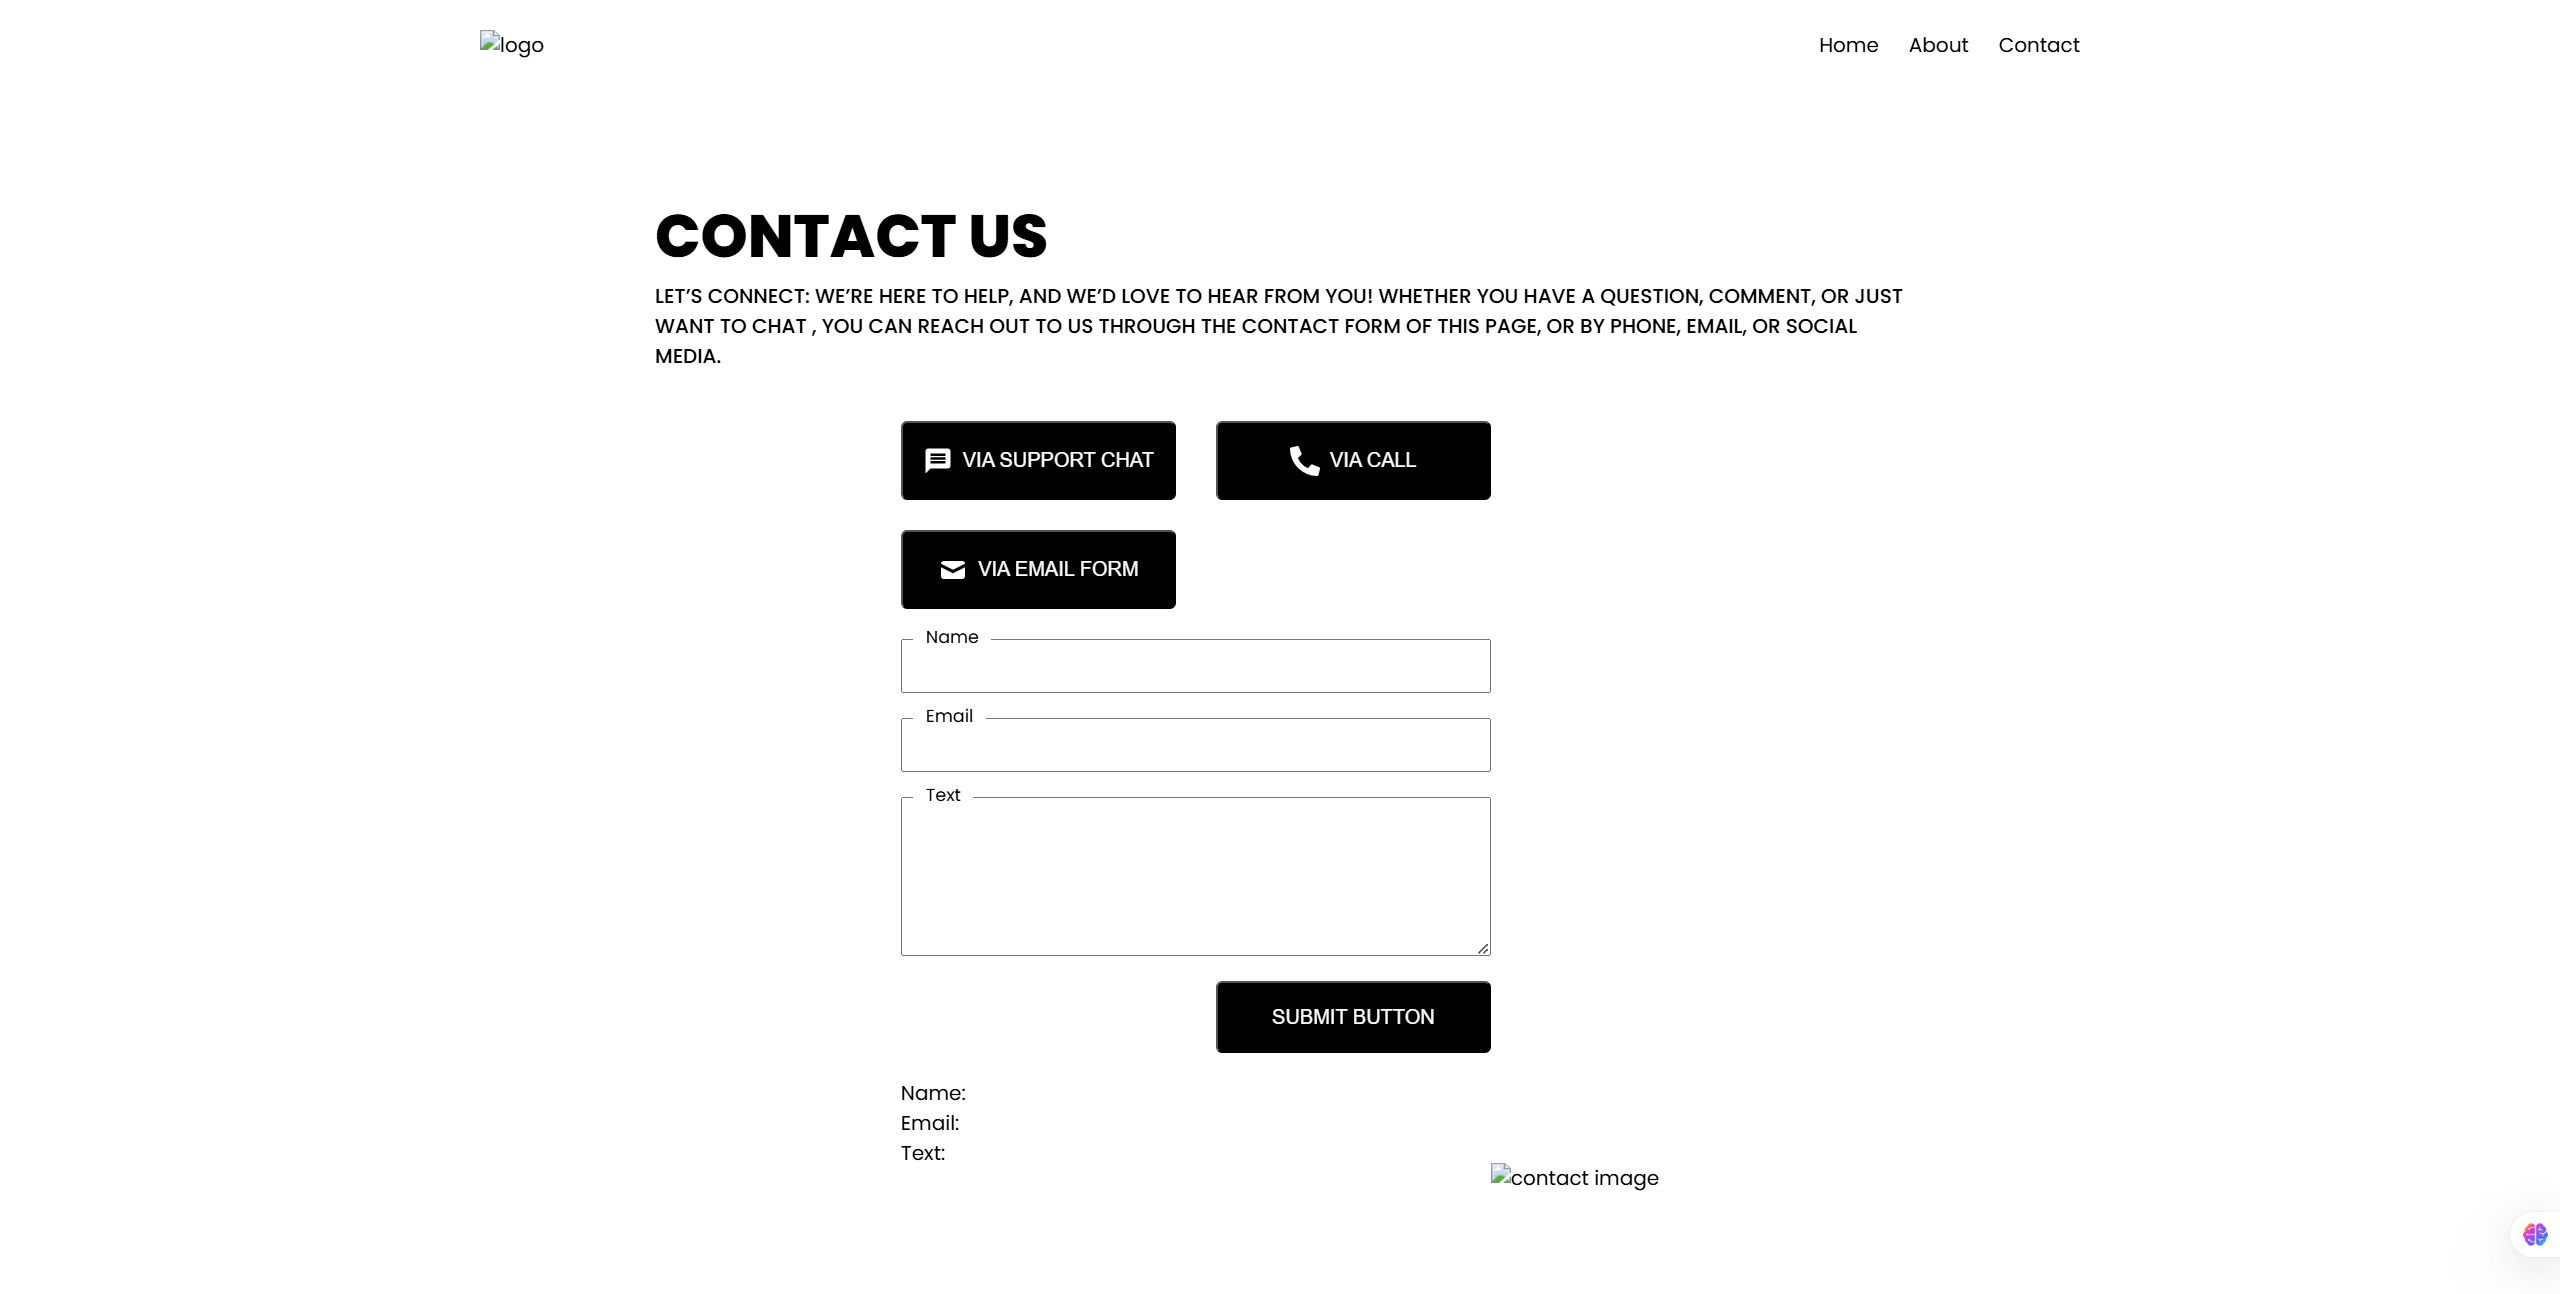 logo
Home About Contact
CONTACT US
LET’S CONNECT: WE’RE HERE TO HELP, AND WE’D LOVE TO HEAR FROM YOU! WHETHER YOU HAVE A QUESTION, COMMENT, OR JUST
WANT TO CHAT , YOU CAN REACH OUT TO US THROUGH THE CONTACT FORM OF THIS PAGE, OR BY PHONE, EMAIL, OR SOCIAL
MEDIA.
VIA SUPPORT CHAT
VIA CALL
VIA EMAIL FORM
Name
Email
Text
SUBMIT BUTTON
Name:
Email:
Text:
contact image